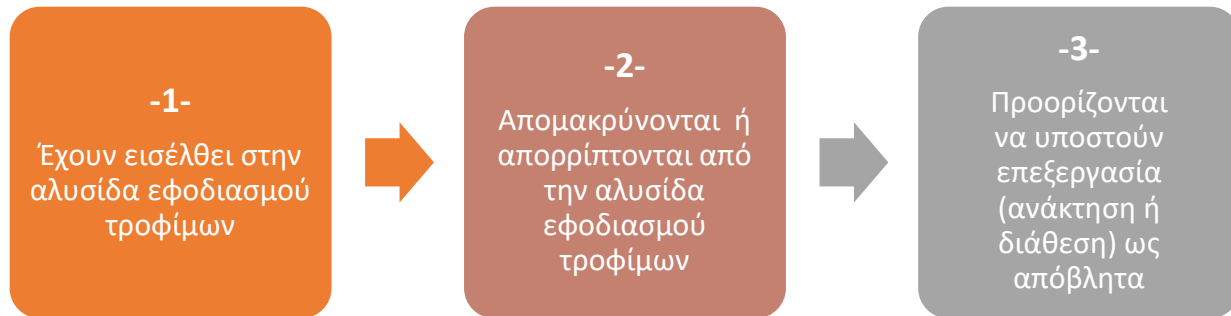 -1-
Έχουν εισέλθει στην
αλυσίδα εφοδιασμού
τροφίμων
-2-
Απομακρύνονται ή
απορρίπτονται από
την αλυσίδα
εφοδιασμού
τροφίμων
-3-
Προορίζονται
να υποστούν
επεξεργασία
(ανάκτηση ή
διάθεση) ως
απόβλητα